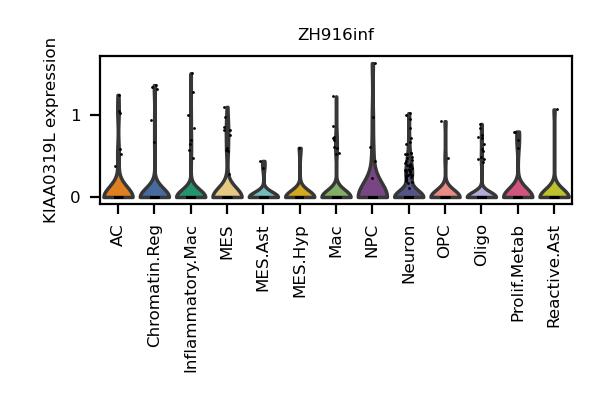 ZH916inf
KIAA0319L expression
1
0
AC
Chromatin.Reg
Inflammatory.Mac
MES
MES.Ast
MES.Hyp
Mac
NPC
Neuron
OPC
Oligo
Prolif.Metab
Reactive.Ast